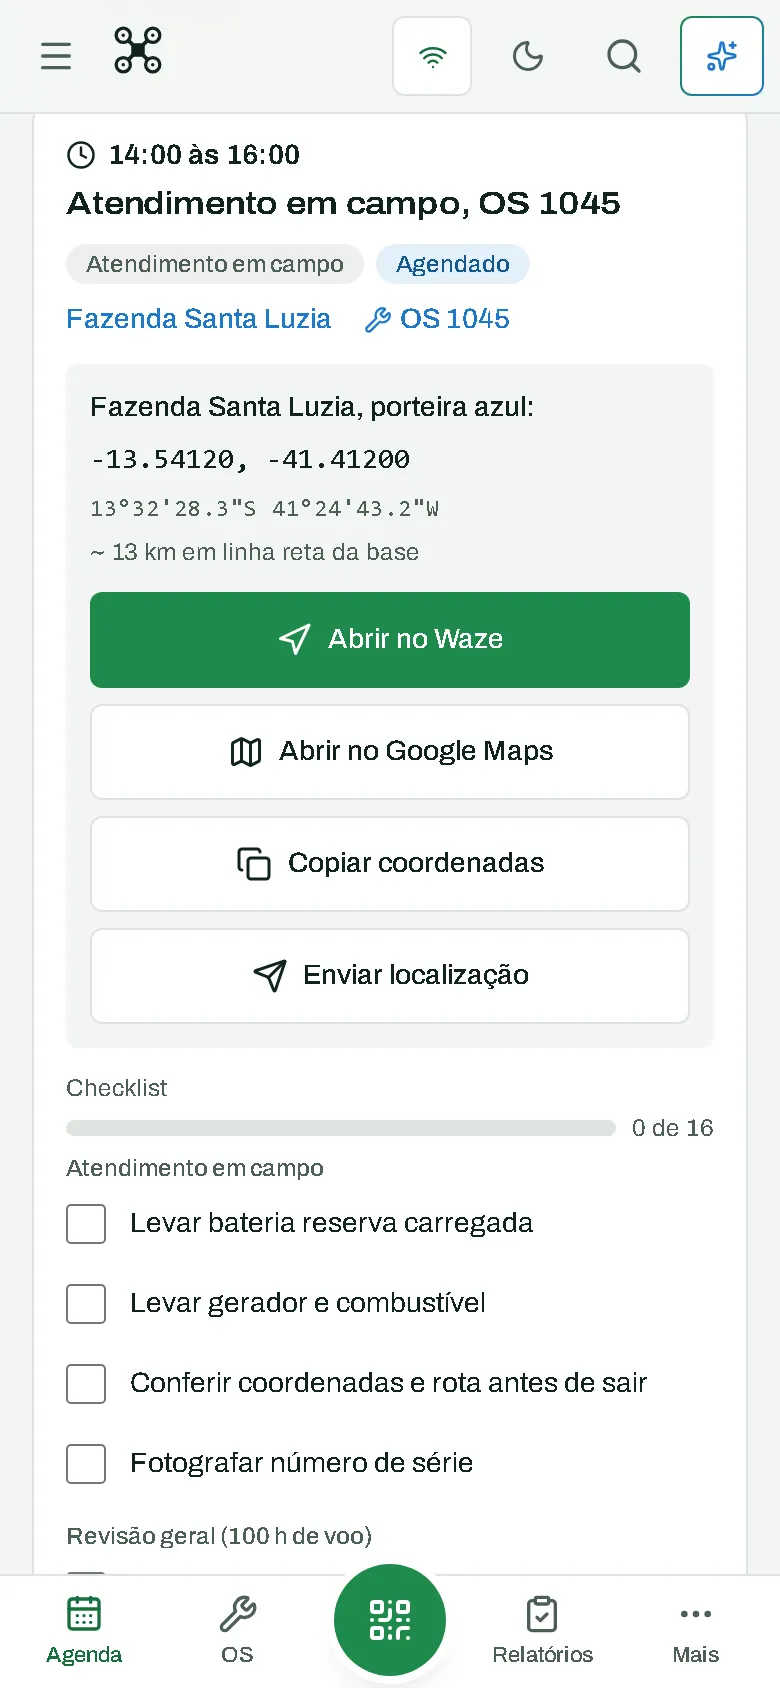 14:00 às 16:00
Atendimento em campo, OS 1045
Atendimento em campo
Agendado
Fazenda Santa Luzia
OS 1045
Fazenda Santa Luzia, porteira azul:
-13.54120, -41.41200
13°32'28.3"S 41°24'43.2"W
~ 13 km em linha reta da base
Abrir no Waze
Abrir no Google Maps
Copiar coordenadas
Enviar localização
Checklist
0 de 16
Atendimento em campo
Levar bateria reserva carregada
Levar gerador e combustível
Conferir coordenadas e rota antes de sair
Fotografar número de série
Revisão geral (100 h de voo)
Agenda
OS
Relatórios
Mais